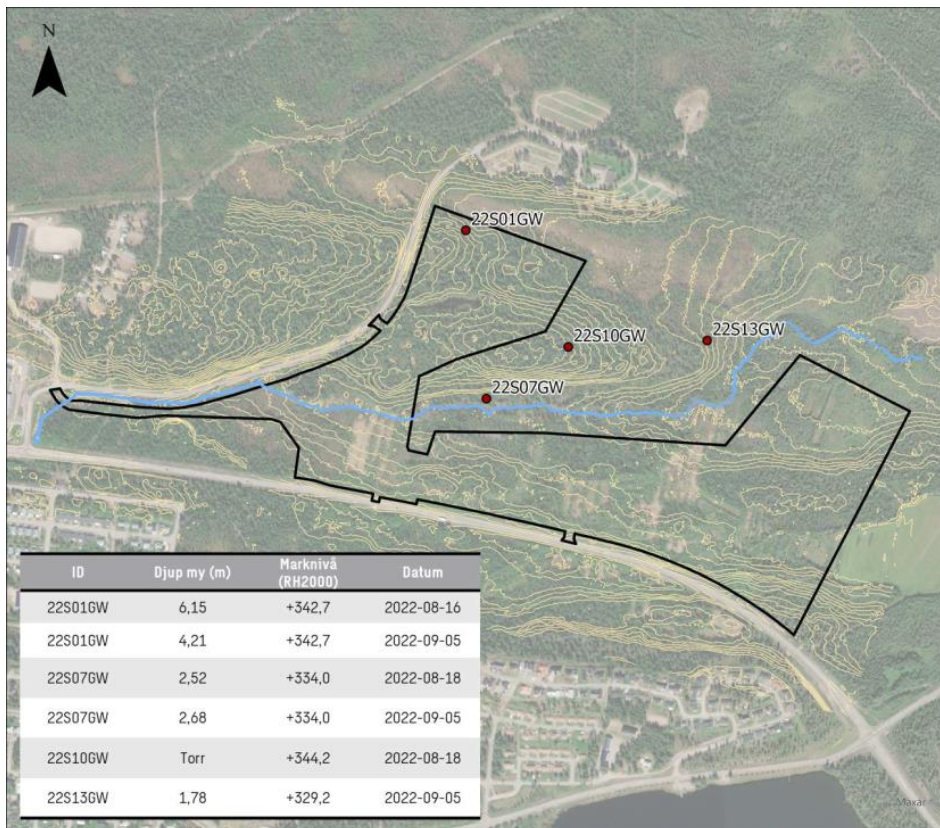 N
22S01GW
22S10GW
22S13GW
22S07GW
ID Djup my (m) Marknivå (RH2000) Datum
22S01GW 6,15 +342,7 2022-08-16
22S01GW 4,21 +342,7 2022-09-05
22S07GW 2,52 +334,0 2022-08-18
22S07GW 2,68 +334,0 2022-09-05
22S10GW Torr +344,2 2022-08-18
22S13GW 1,78 +329,2 2022-09-05
Maxar